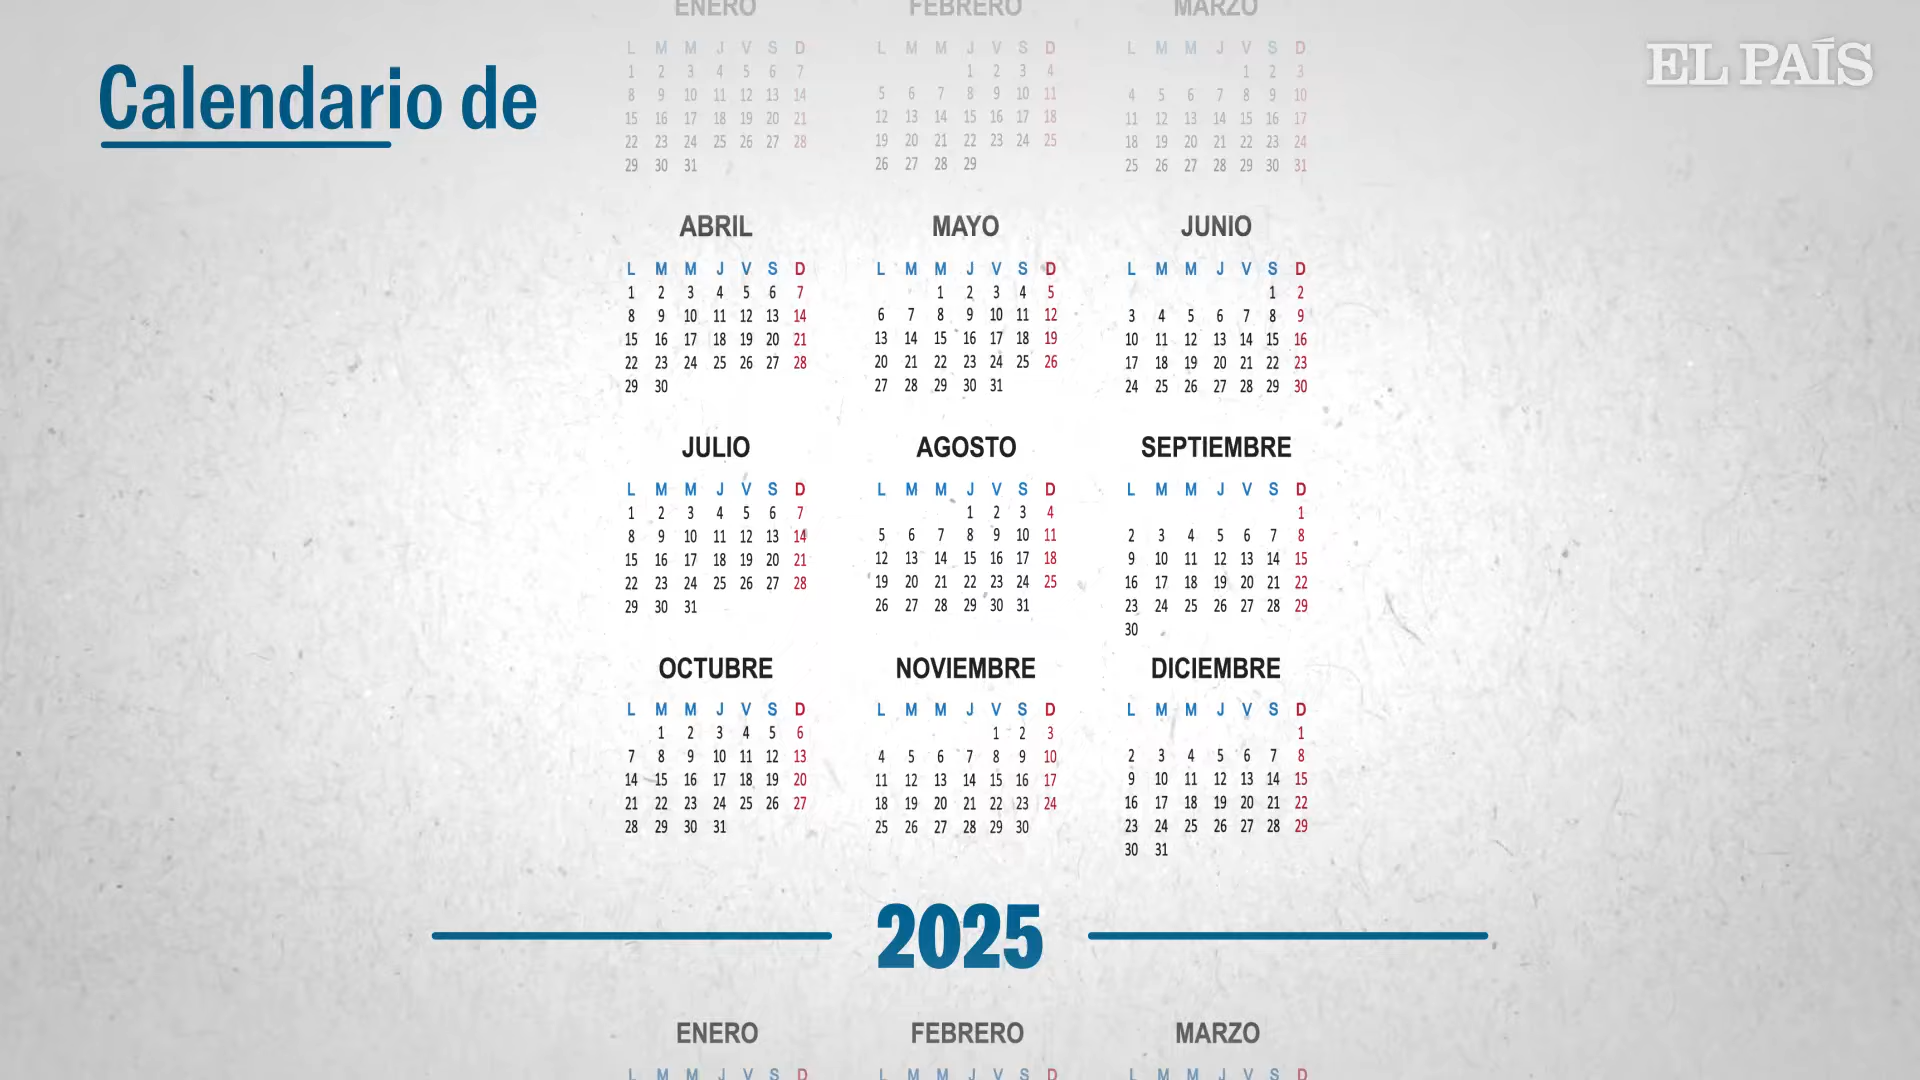 ENERO FEBRERO MARZO
EL PAÍS
Calendario de
L M M J V S D
1 2 3 4 5 6 7
8 9 10 11 12 13 14
15 16 17 18 19 20 21
22 23 24 25 26 27 28
29 30 31
L M M J V S D
1 2 3 4
5 6 7 8 9 10 11
12 13 14 15 16 17 18
19 20 21 22 23 24 25
26 27 28 29
L M M J V S D
1 2 3
4 5 6 7 8 9 10
11 12 13 14 15 16 17
18 19 20 21 22 23 24
25 26 27 28 29 30 31
ABRIL
L M M J V S D
1 2 3 4 5 6 7
8 9 10 11 12 13 14
15 16 17 18 19 20 21
22 23 24 25 26 27 28
29 30
MAYO
L M M J V S D
1 2 3 4 5
6 7 8 9 10 11 12
13 14 15 16 17 18 19
20 21 22 23 24 25 26
27 28 29 30 31
JUNIO
L M M J V S D
1 2
3 4 5 6 7 8 9
10 11 12 13 14 15 16
17 18 19 20 21 22 23
24 25 26 27 28 29 30
JULIO
L M M J V S D
1 2 3 4 5 6 7
8 9 10 11 12 13 14
15 16 17 18 19 20 21
22 23 24 25 26 27 28
29 30 31
AGOSTO
L M M J V S D
1 2 3 4
5 6 7 8 9 10 11
12 13 14 15 16 17 18
19 20 21 22 23 24 25
26 27 28 29 30 31
SEPTIEMBRE
L M M J V S D
1
2 3 4 5 6 7 8
9 10 11 12 13 14 15
16 17 18 19 20 21 22
23 24 25 26 27 28 29
30
OCTUBRE
L M M J V S D
1 2 3 4 5 6
7 8 9 10 11 12 13
14 15 16 17 18 19 20
21 22 23 24 25 26 27
28 29 30 31
NOVIEMBRE
L M M J V S D
1 2 3
4 5 6 7 8 9 10
11 12 13 14 15 16 17
18 19 20 21 22 23 24
25 26 27 28 29 30
DICIEMBRE
L M M J V S D
1
2 3 4 5 6 7 8
9 10 11 12 13 14 15
16 17 18 19 20 21 22
23 24 25 26 27 28 29
30 31
2025
ENERO FEBRERO MARZO
L M M J V S D L M M J V S D L M M J V S D